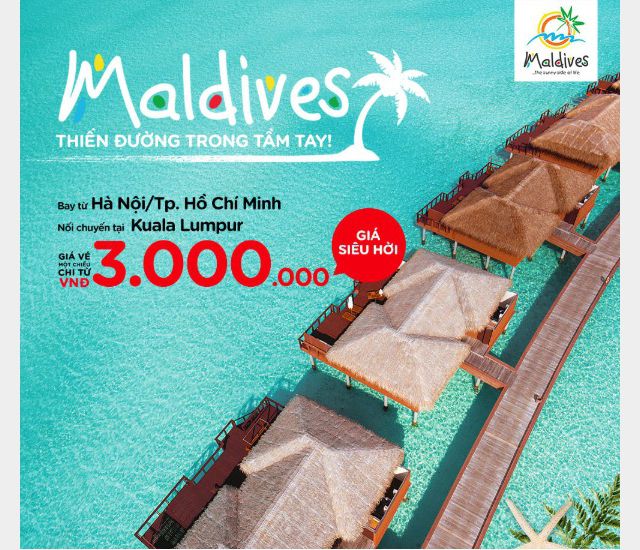 Maldives
...the sunny side of life
Maldives
THIÊN ĐƯỜNG TRONG TẦM TAY!
Bay từ Hà Nội/Tp. Hồ Chí Minh
Nối chuyến tại Kuala Lumpur
GIÁ VÉ
MỘT CHIỀU
CHỈ TỪ
VNĐ
3.000.000
GIÁ
SIÊU HỜI